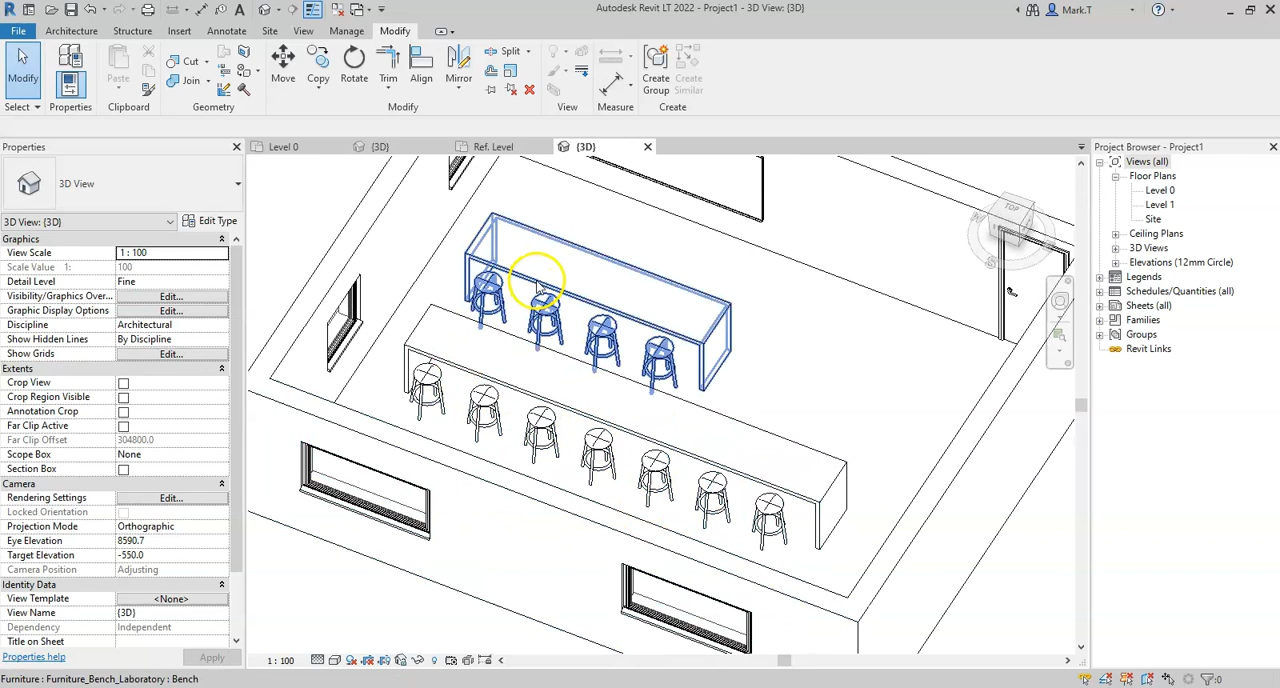 Autodesk Revit LT 2022 - Project1 - 3D View: {3D}
Mark.T
File
Architecture
Structure
Insert
Annotate
Site
View
Manage
Modify
Modify
Paste
Cut
Join
Move
Copy
Rotate
Trim
Align
Mirror
Split
Create
Group
Create
Similar
Select
Properties
Clipboard
Geometry
Modify
View
Measure
Create
Properties
Level 0
{3D}
Ref. Level
{3D}
Project Browser - Project1
3D View
3D View: {3D}
Edit Type
Graphics
View Scale 1 : 100
Scale Value 1: 100
Detail Level Fine
Visibility/Graphics Over... Edit...
Graphic Display Options Edit...
Discipline Architectural
Show Hidden Lines By Discipline
Show Grids Edit...
Extents
Crop View
Crop Region Visible
Annotation Crop
Far Clip Active
Far Clip Offset 304800.0
Scope Box None
Section Box
Camera
Rendering Settings Edit...
Locked Orientation
Projection Mode Orthographic
Eye Elevation 8590.7
Target Elevation -550.0
Camera Position Adjusting
Identity Data
View Template <None>
View Name {3D}
Dependency Independent
Title on Sheet
Properties help
Apply
TOP
Views (all)
Floor Plans
Level 0
Level 1
Site
Ceiling Plans
3D Views
Elevations (12mm Circle)
Legends
Schedules/Quantities (all)
Sheets (all)
Families
Groups
Revit Links
1 : 100
Furniture : Furniture_Bench_Laboratory : Bench
:0